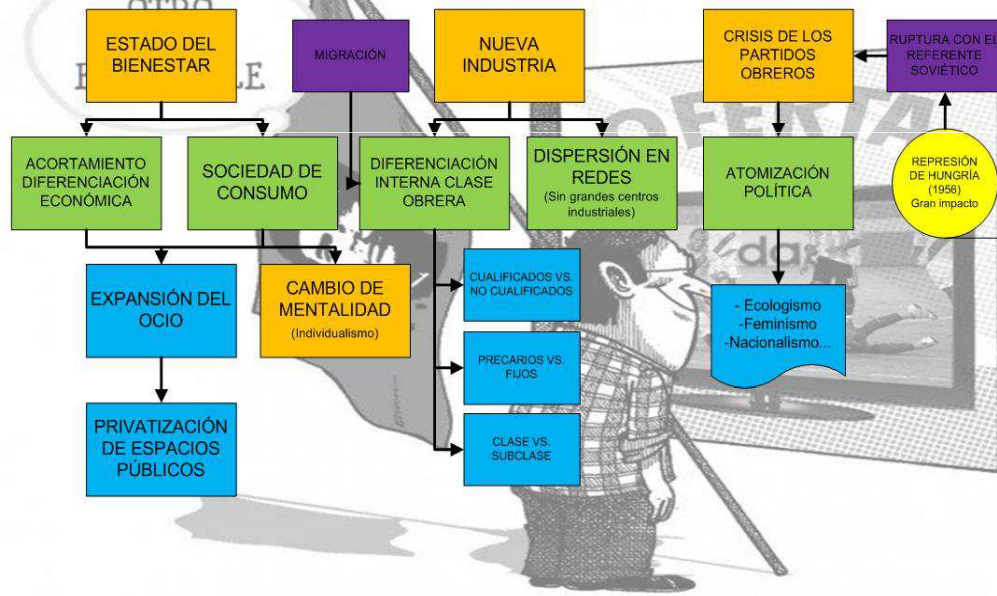 OTRO
ESTADO DEL
BIENESTAR
MIGRACIÓN
NUEVA
INDUSTRIA
CRISIS DE LOS
PARTIDOS
OBREROS
RUPTURA CON EL
REFERENTE
SOVIÉTICO
OFERTA
ACORTAMIENTO
DIFERENCIACIÓN
ECONÓMICA
SOCIEDAD DE
CONSUMO
DIFERENCIACIÓN
INTERNA CLASE
OBRERA
DISPERSIÓN EN
REDES
(Sin grandes centros
industriales)
ATOMIZACIÓN
POLÍTICA
REPRESIÓN
DE HUNGRÍA
(1956)
Gran impacto
EXPANSIÓN DEL
OCIO
CAMBIO DE
MENTALIDAD
(Individualismo)
CUALIFICADOS VS.
NO CUALIFICADOS
- Ecologismo
-Feminismo
-Nacionalismo...
PRECARIOS VS.
FIJOS
PRIVATIZACIÓN
DE ESPACIOS
PÚBLICOS
CLASE VS.
SUBCLASE